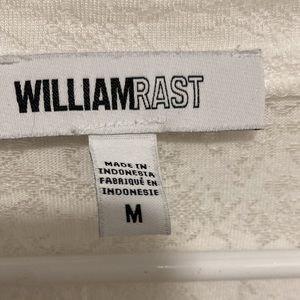 WILLIAMRAST
MADE IN
INDONESIA
FABRIQUÉ EN
INDONESIE
M